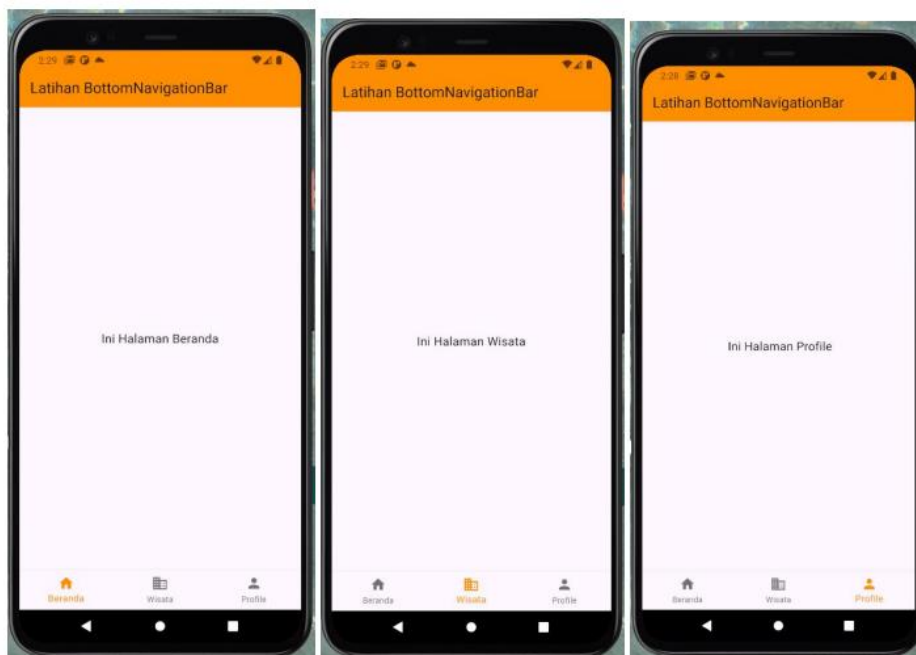 2:29
Latihan BottomNavigationBar
Ini Halaman Beranda
Beranda
Wisata
Profile
2:29
Latihan BottomNavigationBar
Ini Halaman Wisata
Beranda
Wisata
Profile
2:28
Latihan BottomNavigationBar
Ini Halaman Profile
Beranda
Wisata
Profile